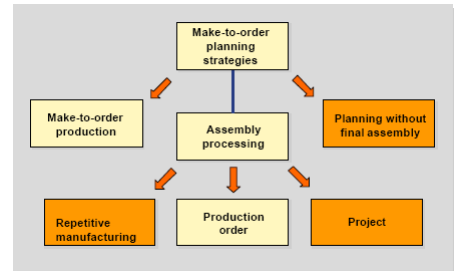 Make-to-order
planning
strategies
Make-to-order
production
Assembly
processing
Planning without
final assembly
Repetitive
manufacturing
Production
order
Project